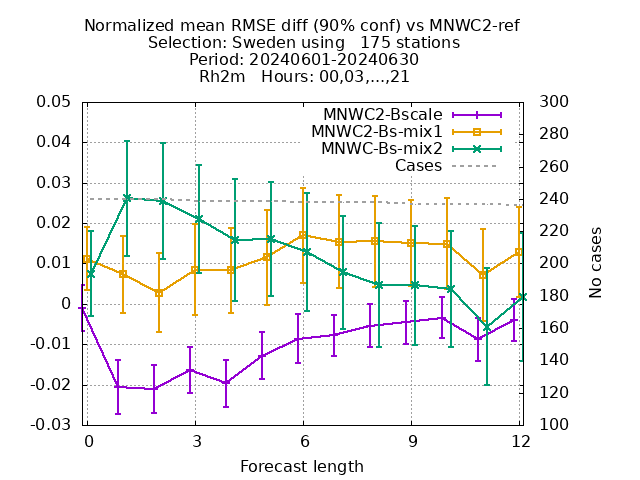 Normalized mean RMSE diff (90% conf) vs MNWC2-ref
Selection: Sweden using   175 stations
Period: 20240601-20240630
Rh2m   Hours: 00,03,...,21
MNWC2-Bscale
MNWC2-Bs-mix1
MNWC-Bs-mix2
Cases
0.05
0.04
0.03
0.02
0.01
0
-0.01
-0.02
-0.03
300
280
260
240
220
200
180
160
140
120
100
No cases
0 3 6 9 12
Forecast length